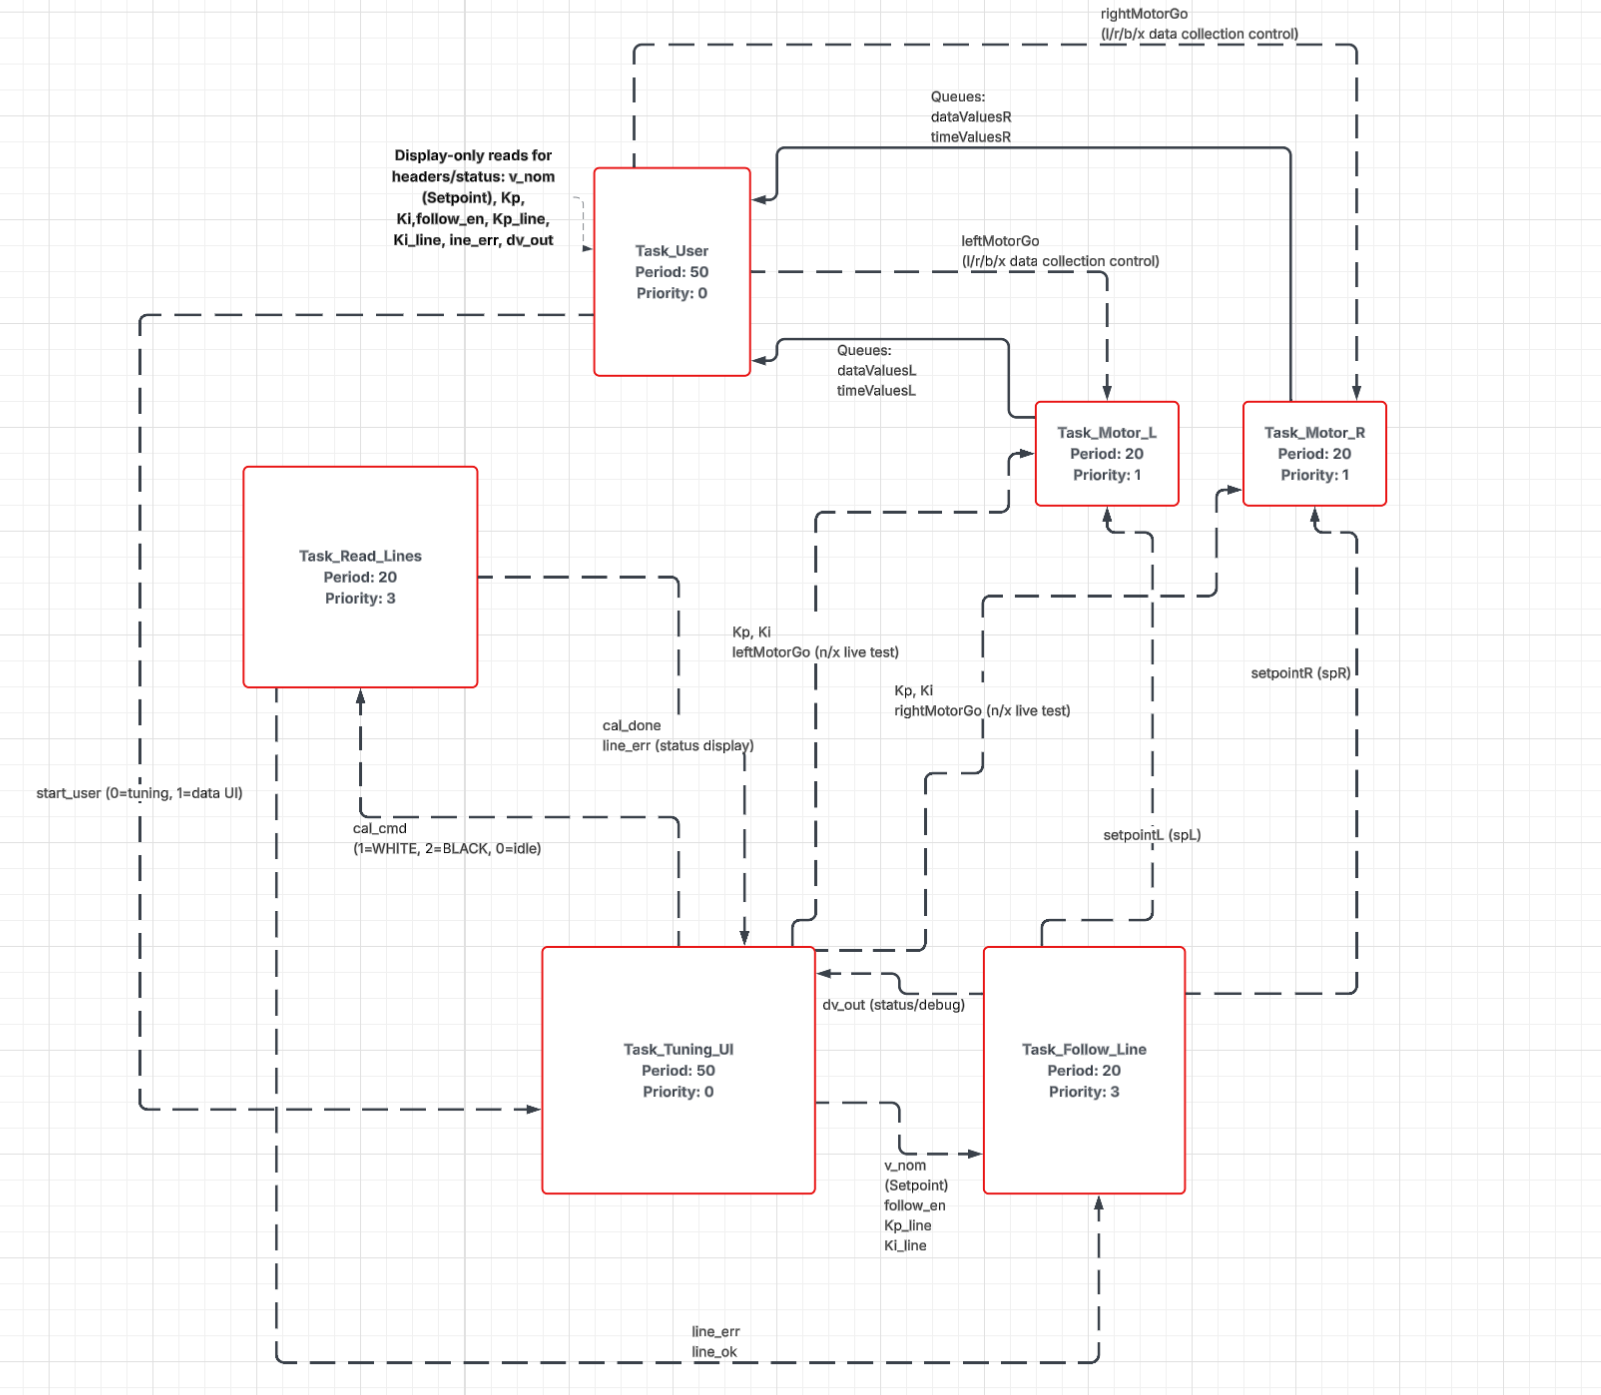 rightMotorGo
(l/r/b/x data collection control)
Queues:
dataValuesR
timeValuesR
Display-only reads for
headers/status: v_nom
(Setpoint), Kp,
Ki,follow_en, Kp_line,
Ki_line, ine_err, dv_out
Task_User
Period: 50
Priority: 0
leftMotorGo
(l/r/b/x data collection control)
Queues:
dataValuesL
timeValuesL
Task_Motor_L
Period: 20
Priority: 1
Task_Motor_R
Period: 20
Priority: 1
Task_Read_Lines
Period: 20
Priority: 3
Kp, Ki
leftMotorGo (n/x live test)
Kp, Ki
rightMotorGo (n/x live test)
setpointR (spR)
cal_done
line_err (status display)
start_user (0=tuning, 1=data UI)
cal_cmd
(1=WHITE, 2=BLACK, 0=idle)
setpointL (spL)
dv_out (status/debug)
Task_Tuning_UI
Period: 50
Priority: 0
Task_Follow_Line
Period: 20
Priority: 3
v_nom
(Setpoint)
follow_en
Kp_line
Ki_line
line_err
line_ok